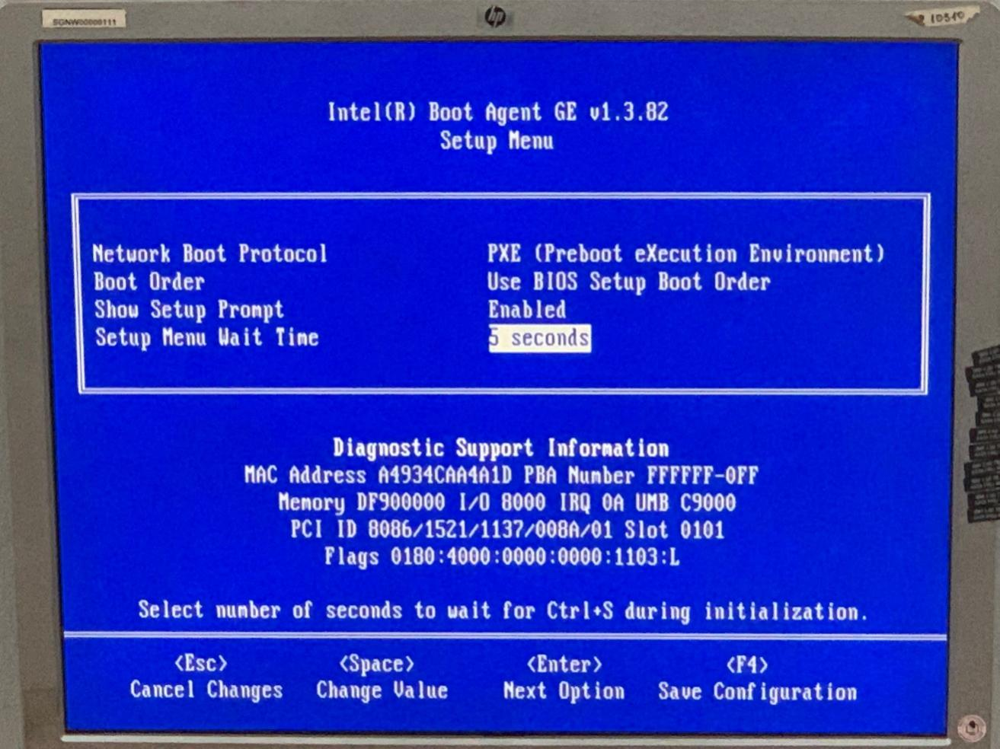 SGNW00000111
hp
10510
Intel(R) Boot Agent GE v1.3.82
Setup Menu
Network Boot Protocol PXE (Preboot eXecution Environment)
Boot Order Use BIOS Setup Boot Order
Show Setup Prompt Enabled
Setup Menu Wait Time 5 seconds
Diagnostic Support Information
MAC Address A4934CAA4A1D PBA Number FFFFFF-0FF
Memory DF900000 I/O 8000 IRQ 0A UMB C9000
PCI ID 8086/1521/1137/008A/01 Slot 0101
Flags 0180:4000:0000:0000:1103:L
Select number of seconds to wait for Ctrl+S during initialization.
<Esc> <Space> <Enter> <F4>
Cancel Changes Change Value Next Option Save Configuration